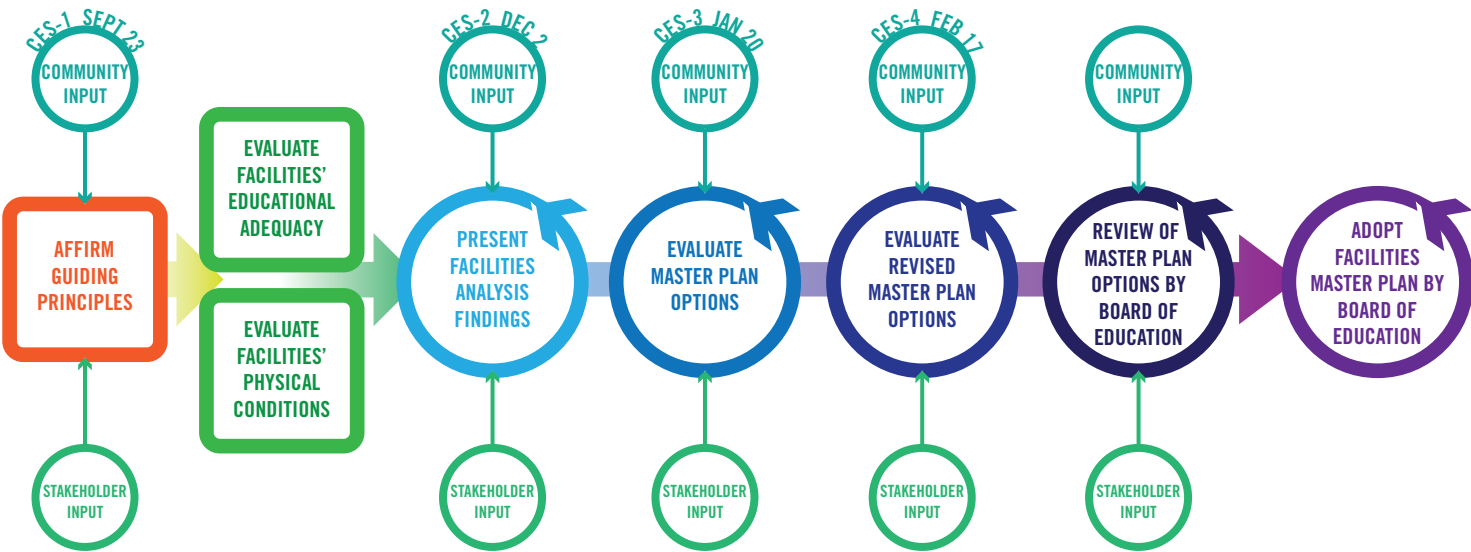 CES-1 SEPT 23
COMMUNITY
INPUT
CES-2 DEC 2
COMMUNITY
INPUT
CES-3 JAN 20
COMMUNITY
INPUT
CES-4 FEB 17
COMMUNITY
INPUT
COMMUNITY
INPUT
AFFIRM
GUIDING
PRINCIPLES
EVALUATE
FACILITIES’
EDUCATIONAL
ADEQUACY
EVALUATE
FACILITIES’
PHYSICAL
CONDITIONS
PRESENT
FACILITIES
ANALYSIS
FINDINGS
EVALUATE
MASTER PLAN
OPTIONS
EVALUATE
REVISED
MASTER PLAN
OPTIONS
REVIEW OF
MASTER PLAN
OPTIONS BY
BOARD OF
EDUCATION
ADOPT
FACILITIES
MASTER PLAN BY
BOARD OF
EDUCATION
STAKEHOLDER
INPUT
STAKEHOLDER
INPUT
STAKEHOLDER
INPUT
STAKEHOLDER
INPUT
STAKEHOLDER
INPUT